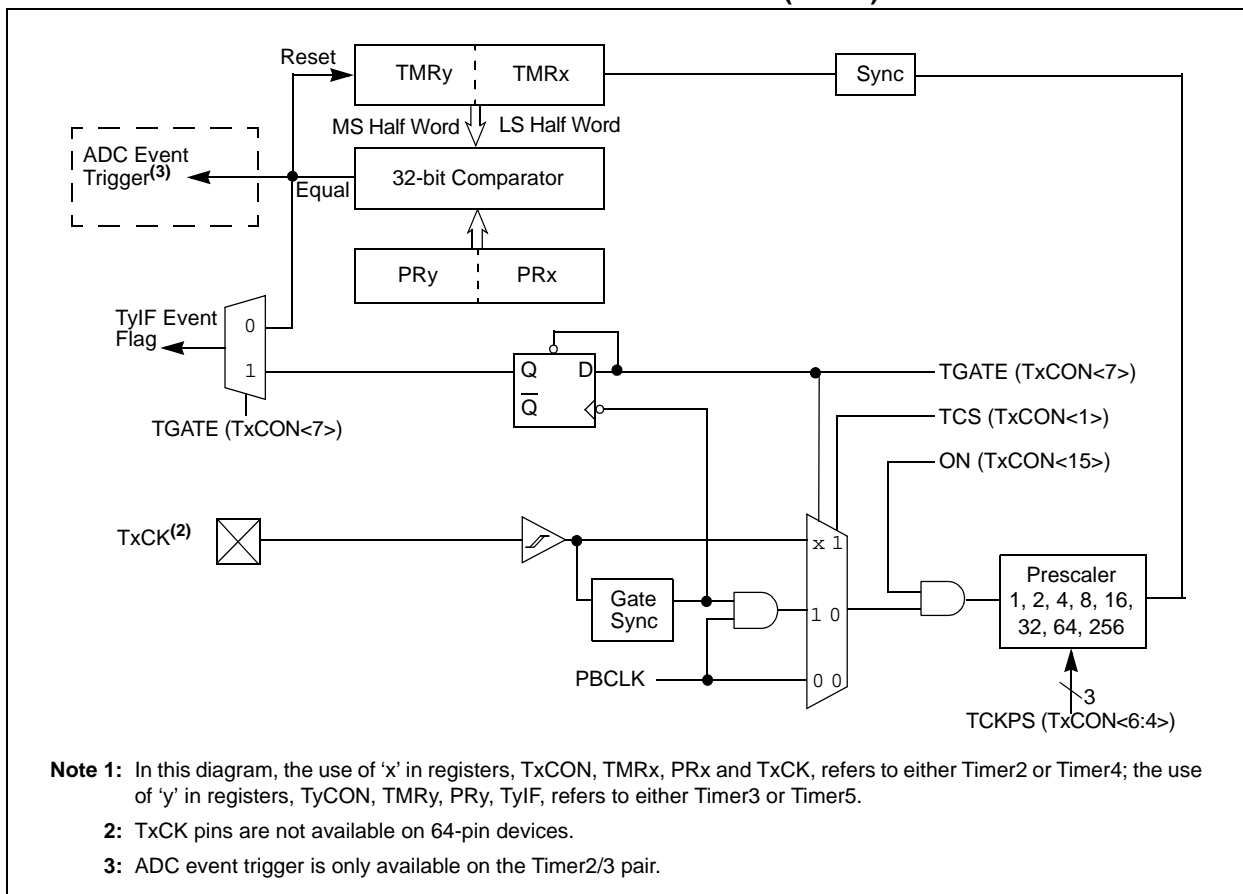 Reset
TMRy TMRx
Sync
MS Half Word LS Half Word
ADC Event
Trigger(3)
Equal
32-bit Comparator
PRy PRx
TyIF Event
Flag
0
1
TGATE (TxCON<7>)
Q D
Q
TGATE (TxCON<7>)
TCS (TxCON<1>)
ON (TxCON<15>)
TxCK(2)
x 1
Gate
Sync
1 0
PBCLK
0 0
Prescaler
1, 2, 4, 8, 16,
32, 64, 256
3
TCKPS (TxCON<6:4>)
Note 1: In this diagram, the use of ‘x’ in registers, TxCON, TMRx, PRx and TxCK, refers to either Timer2 or Timer4; the use
of ‘y’ in registers, TyCON, TMRy, PRy, TyIF, refers to either Timer3 or Timer5.
2: TxCK pins are not available on 64-pin devices.
3: ADC event trigger is only available on the Timer2/3 pair.